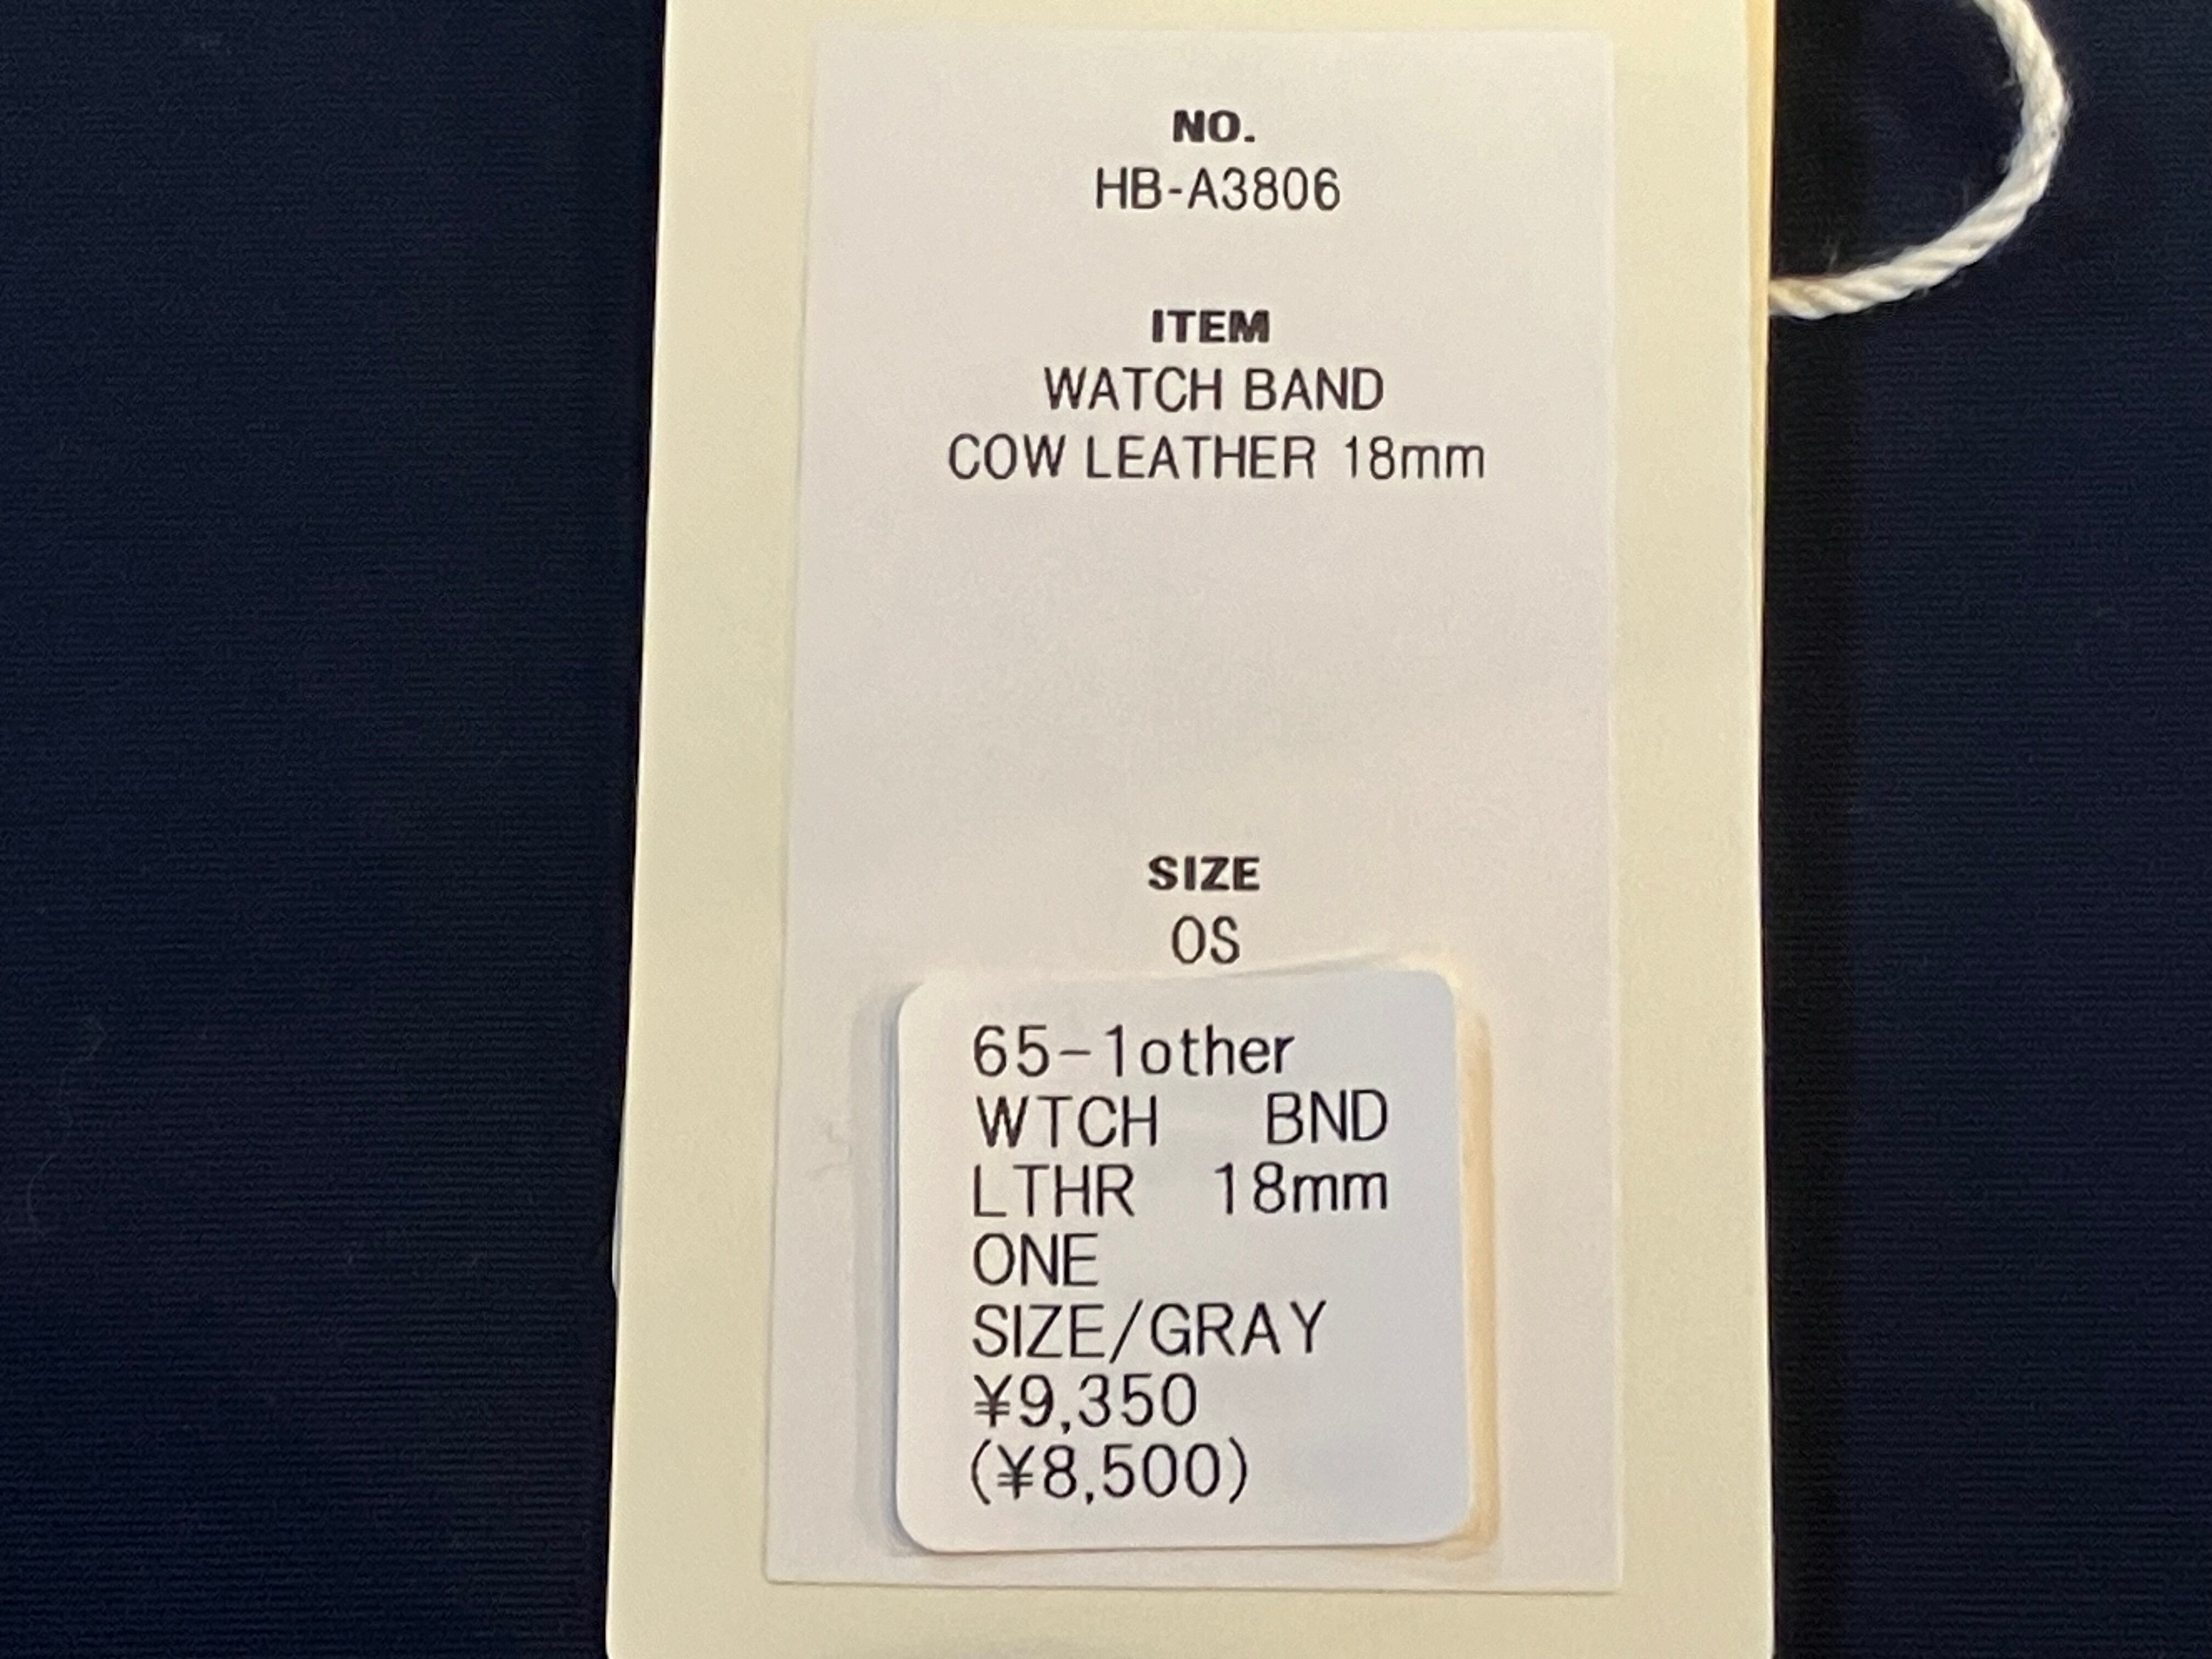 NO.
HB-A3806
ITEM
WATCH BAND
COW LEATHER 18mm
SIZE
OS
65-1other
WTCH BND
LTHR 18mm
ONE
SIZE/GRAY
¥9,350
(¥8,500)